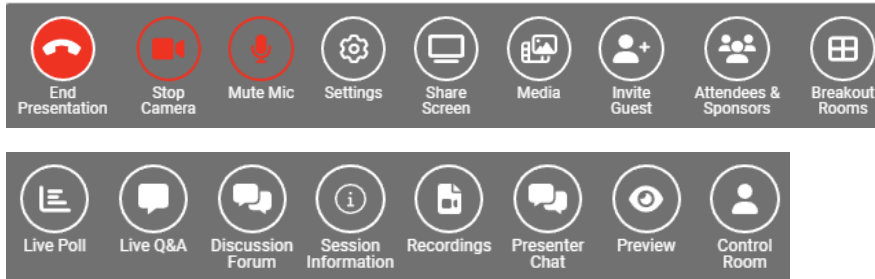 End Presentation
Stop Camera
Mute Mic
Settings
Share Screen
Media
Invite Guest
Attendees & Sponsors
Breakout Rooms
Live Poll
Live Q&A
Discussion Forum
Session Information
Recordings
Presenter Chat
Preview
Control Room